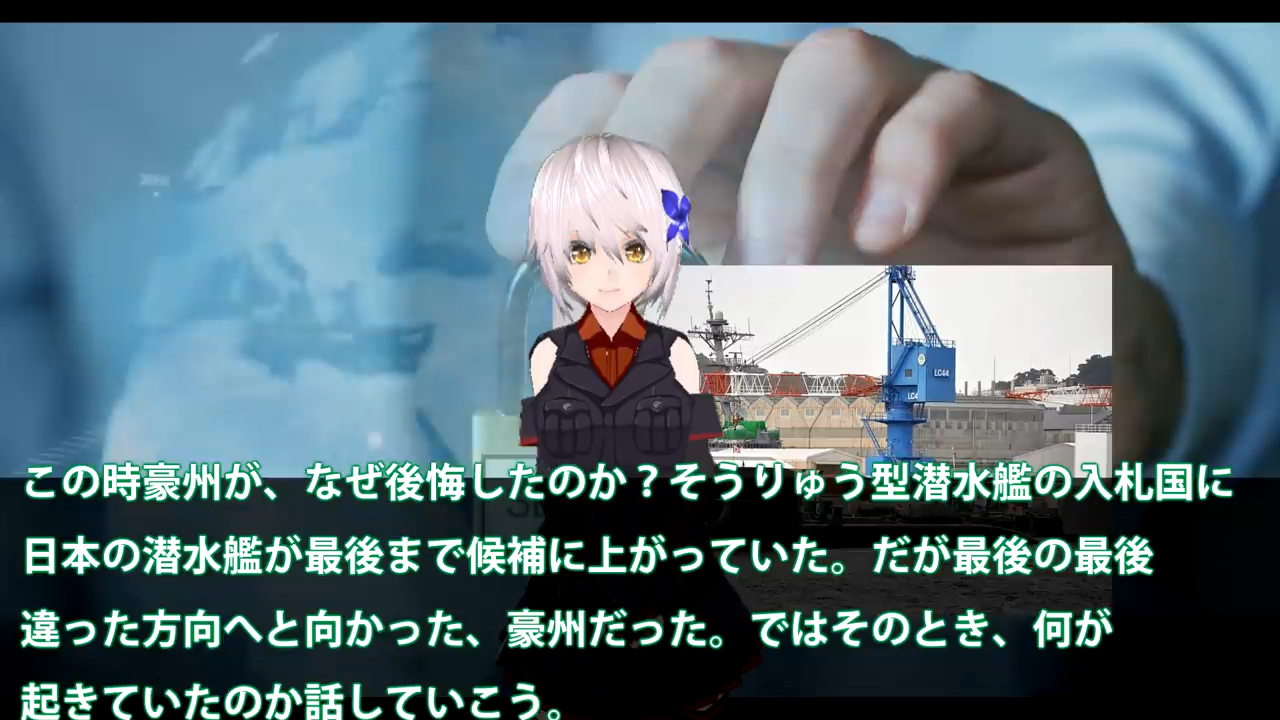 LC44
LC4
この時豪州が、なぜ後悔したのか？そうりゅう型潜水艦の入札国に
日本の潜水艦が最後まで候補に上がっていた。だが最後の最後
違った方向へと向かった、豪州だった。ではそのとき、何が
起きていたのか話していこう。